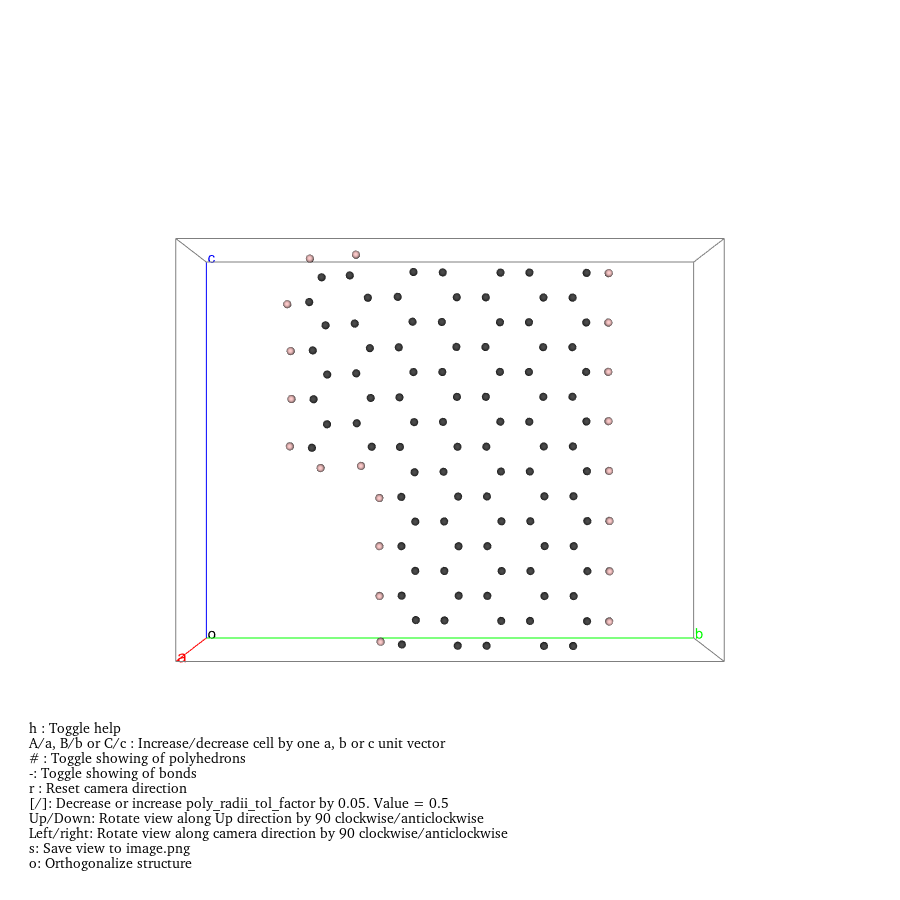 c
o
b
a
h : Toggle help
A/a, B/b or C/c : Increase/decrease cell by one a, b or c unit vector
# : Toggle showing of polyhedrons
-: Toggle showing of bonds
r : Reset camera direction
[/]: Decrease or increase poly_radii_tol_factor by 0.05. Value = 0.5
Up/Down: Rotate view along Up direction by 90 clockwise/anticlockwise
Left/right: Rotate view along camera direction by 90 clockwise/anticlockwise
s: Save view to image.png
o: Orthogonalize structure